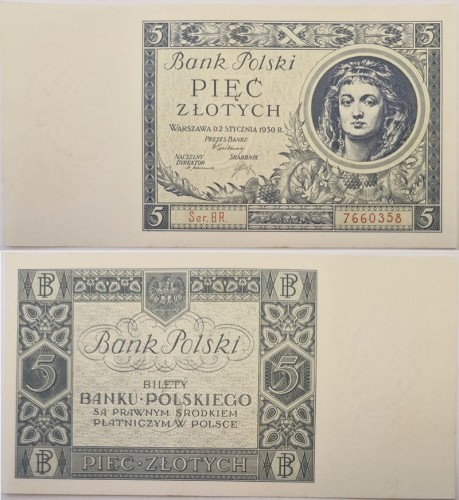 5 5
Bank Polski
PIĘĆ
ZŁOTYCH
WARSZAWA D.2 STYCZNIA 1930 R.
PREZES BANKU
NACZELNY DYREKTOR
SKARBNIK
5 Ser. BR. 7660358 5
BP BP
Bank Polski
5 5
BILETY
BANKU·POLSKIEGO
SĄ PRAWNYM ŚRODKIEM
PŁATNICZYM W POLSCE
BP BP
PIĘĆ·ZŁOTYCH